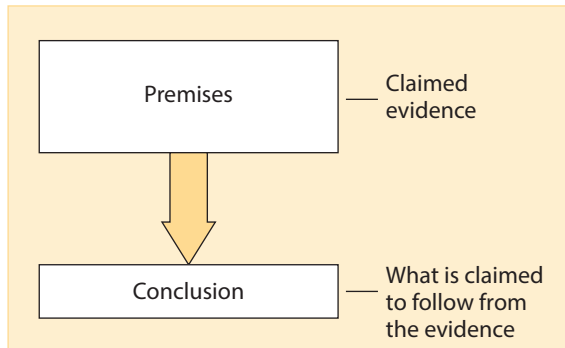 Premises
Claimed
evidence
Conclusion
What is claimed
to follow from
the evidence